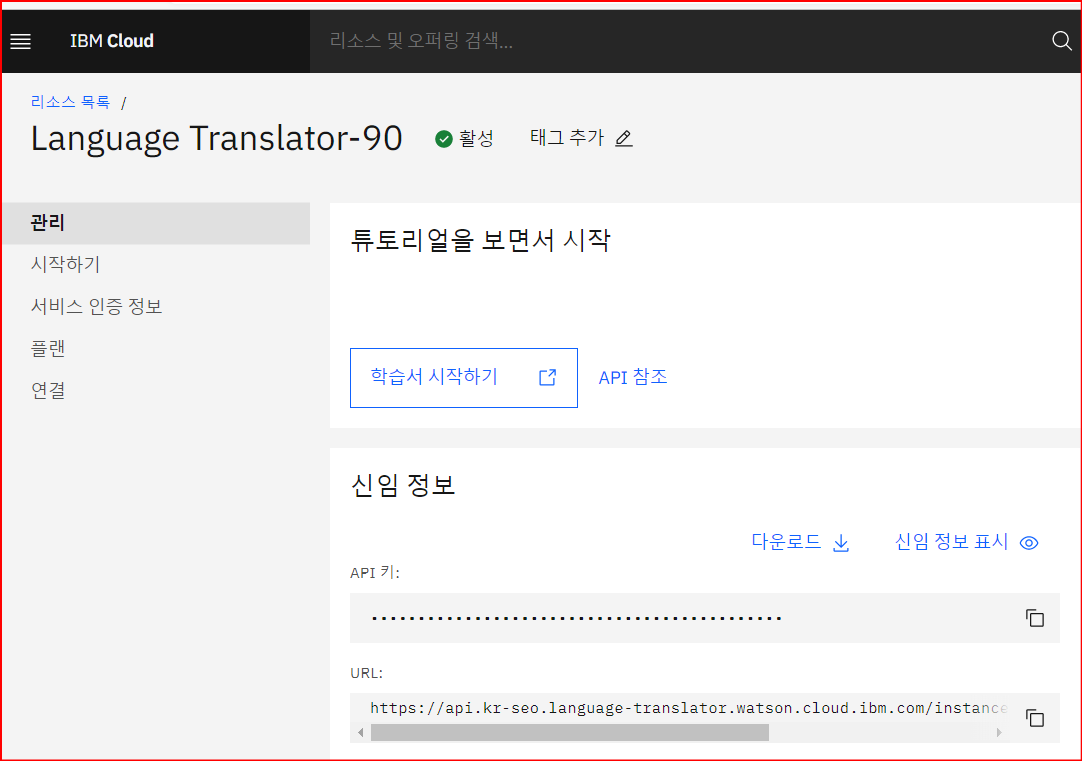 IBM Cloud
리소스 및 오퍼링 검색...
리소스 목록 /
Language Translator-90
활성
태그 추가
관리
시작하기
서비스 인증 정보
플랜
연결
튜토리얼을 보면서 시작
학습서 시작하기
API 참조
신임 정보
다운로드
신임 정보 표시
API 키:
URL:
https://api.kr-seo.language-translator.watson.cloud.ibm.com/instance